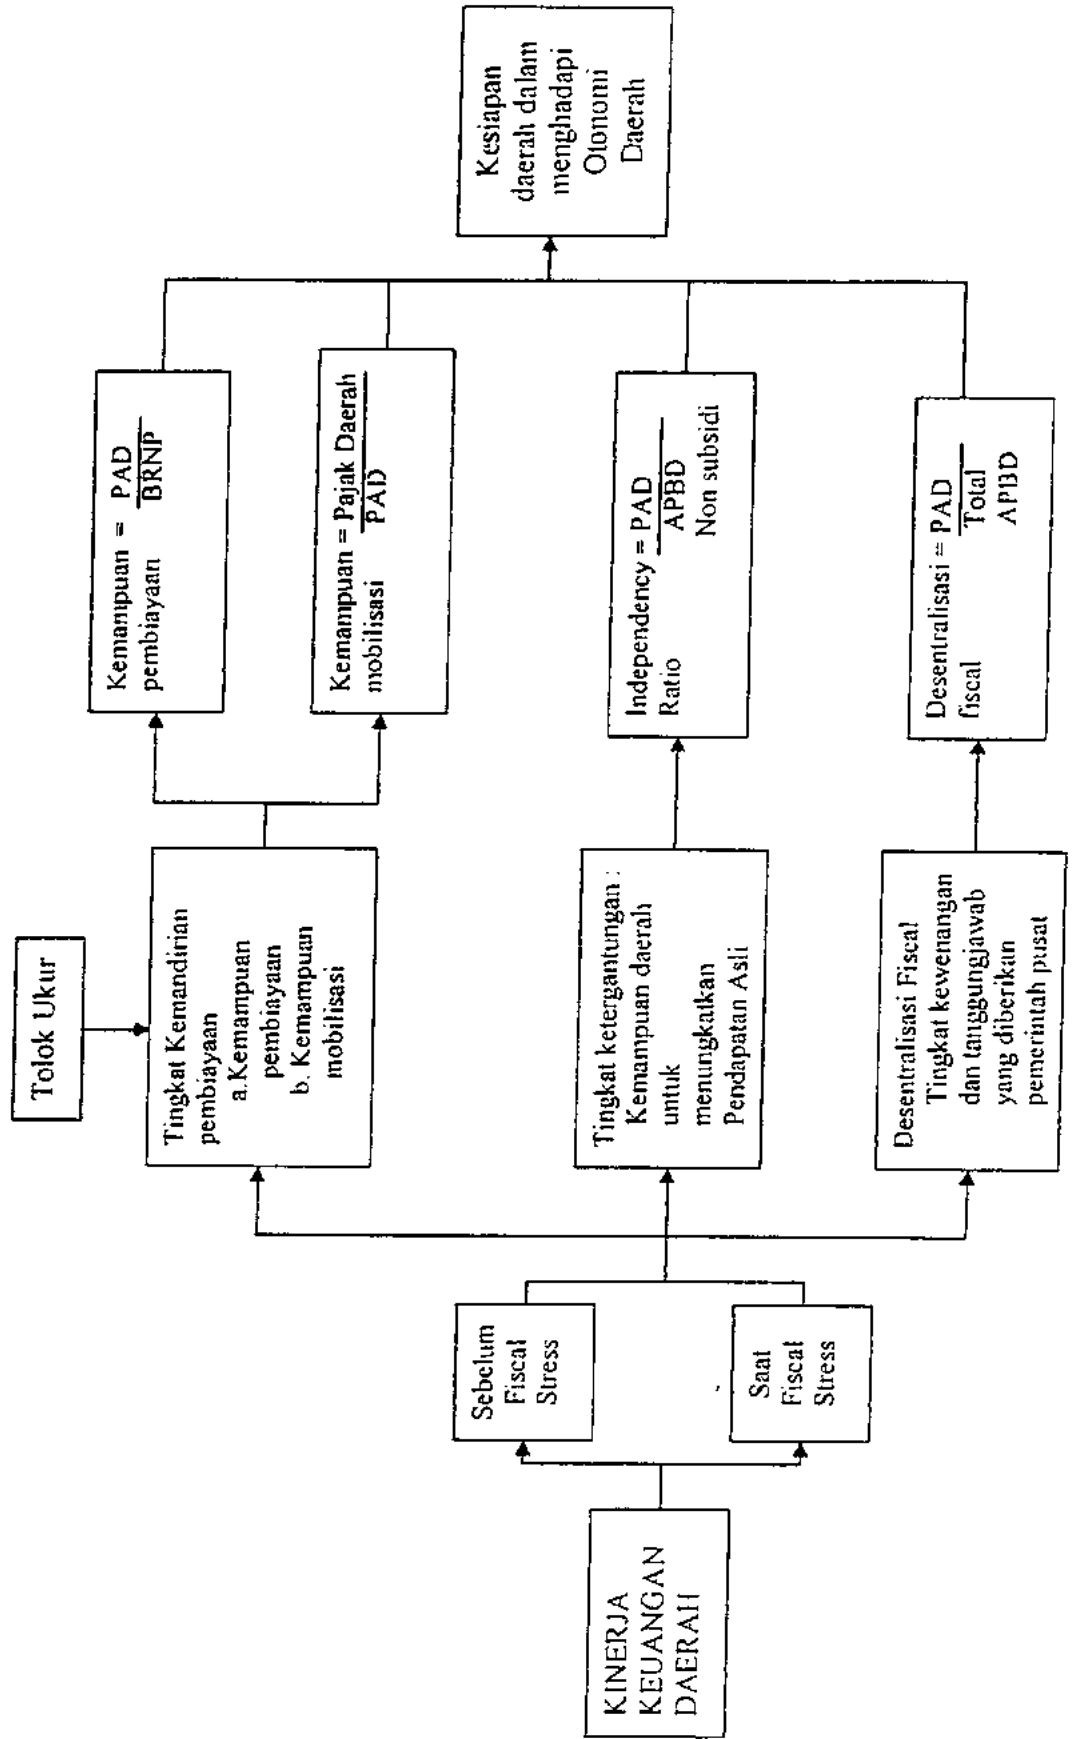 Tolok Ukur
KINERJA
KEUANGAN
DAERAH
Sebelum
Fiscal
Stress
Saat
Fiscal
Stress
Tingkat Kemandirian
pembiayaan
a.Kemampuan
pembiayaan
b. Kemampuan
mobilisasi
Tingkat ketergantungan :
Kemampuan daerah
untuk
menungkatkan
Pendapatan Asli
Desentralisasi Fiscal
Tingkat kewenangan
dan tanggungjawab
yang diberikan
pemerintah pusat
Kemampuan = PAD
BRNP
pembiayaan
Kemampuan = Pajak Daerah
PAD
mobilisasi
Independency = PAD
Ratio APBD
Non subsidi
Desentralisasi = PAD
fiscal Total
APBD
Kesiapan
daerah dalam
menghadapi
Otonomi
Daerah